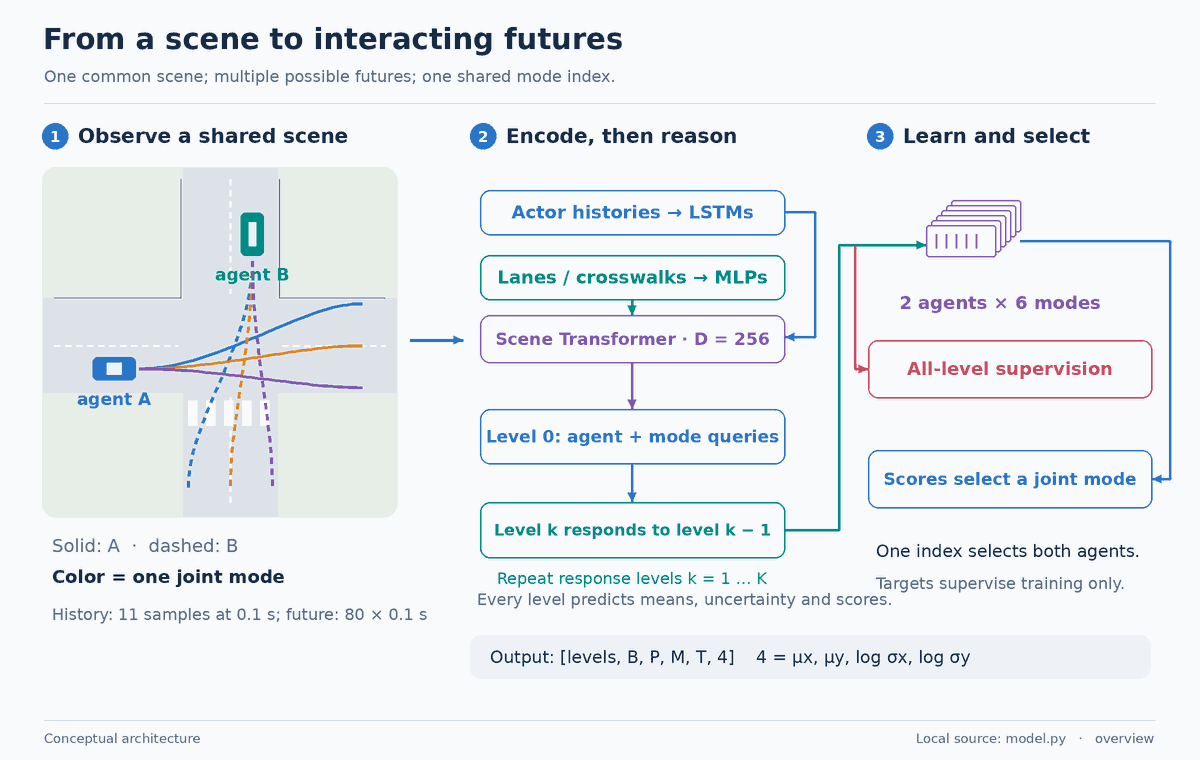 From a scene to interacting futures
One common scene; multiple possible futures; one shared mode index.
1 Observe a shared scene
agent B
agent A
Solid: A · dashed: B
Color = one joint mode
History: 11 samples at 0.1 s; future: 80 × 0.1 s
2 Encode, then reason
Actor histories → LSTMs
Lanes / crosswalks → MLPs
Scene Transformer · D = 256
Level 0: agent + mode queries
Level k responds to level k − 1
Repeat response levels k = 1 … K
Every level predicts means, uncertainty and scores.
3 Learn and select
2 agents × 6 modes
All-level supervision
Scores select a joint mode
One index selects both agents.
Targets supervise training only.
Output: [levels, B, P, M, T, 4] 4 = μx, μy, log σx, log σy
Conceptual architecture
Local source: model.py · overview